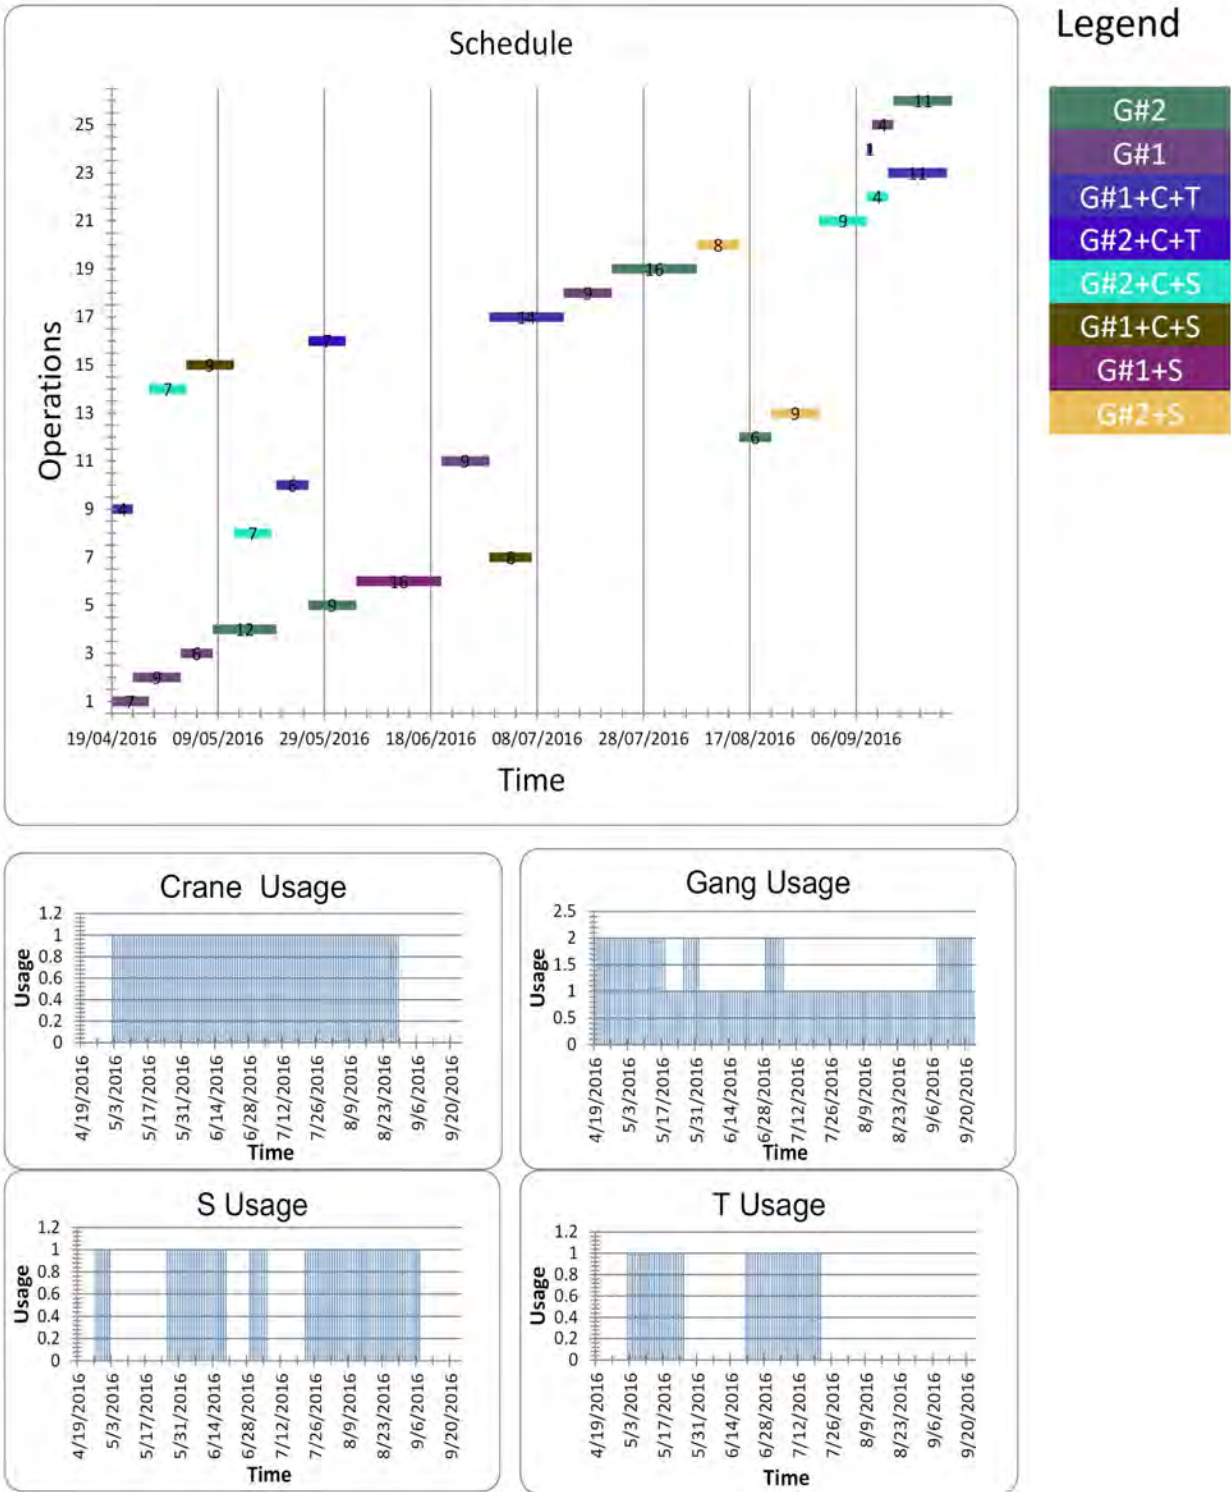 Schedule
Legend
G#2
G#1
G#1+C+T
G#2+C+T
G#2+C+S
G#1+C+S
G#1+S
G#2+S
Operations
25
23
21
19
17
15
13
11
9
7
5
3
1
11
4
1
11
4
9
8
16
9
14
7
9
7
9
6
9
6
4
7
8
16
9
12
6
9
7
19/04/2016 09/05/2016 29/05/2016 18/06/2016 08/07/2016 28/07/2016 17/08/2016 06/09/2016
Time
Crane Usage
Usage
1.2
1
0.8
0.6
0.4
0.2
0
4/19/2016 5/3/2016 5/17/2016 5/31/2016 6/14/2016 6/28/2016 7/12/2016 7/26/2016 8/9/2016 8/23/2016 9/6/2016 9/20/2016
Time
Gang Usage
Usage
2.5
2
1.5
1
0.5
0
4/19/2016 5/3/2016 5/17/2016 5/31/2016 6/14/2016 6/28/2016 7/12/2016 7/26/2016 8/9/2016 8/23/2016 9/6/2016 9/20/2016
Time
S Usage
Usage
1.2
1
0.8
0.6
0.4
0.2
0
4/19/2016 5/3/2016 5/17/2016 5/31/2016 6/14/2016 6/28/2016 7/12/2016 7/26/2016 8/9/2016 8/23/2016 9/6/2016 9/20/2016
Time
T Usage
Usage
1.2
1
0.8
0.6
0.4
0.2
0
4/19/2016 5/3/2016 5/17/2016 5/31/2016 6/14/2016 6/28/2016 7/12/2016 7/26/2016 8/9/2016 8/23/2016 9/6/2016 9/20/2016
Time